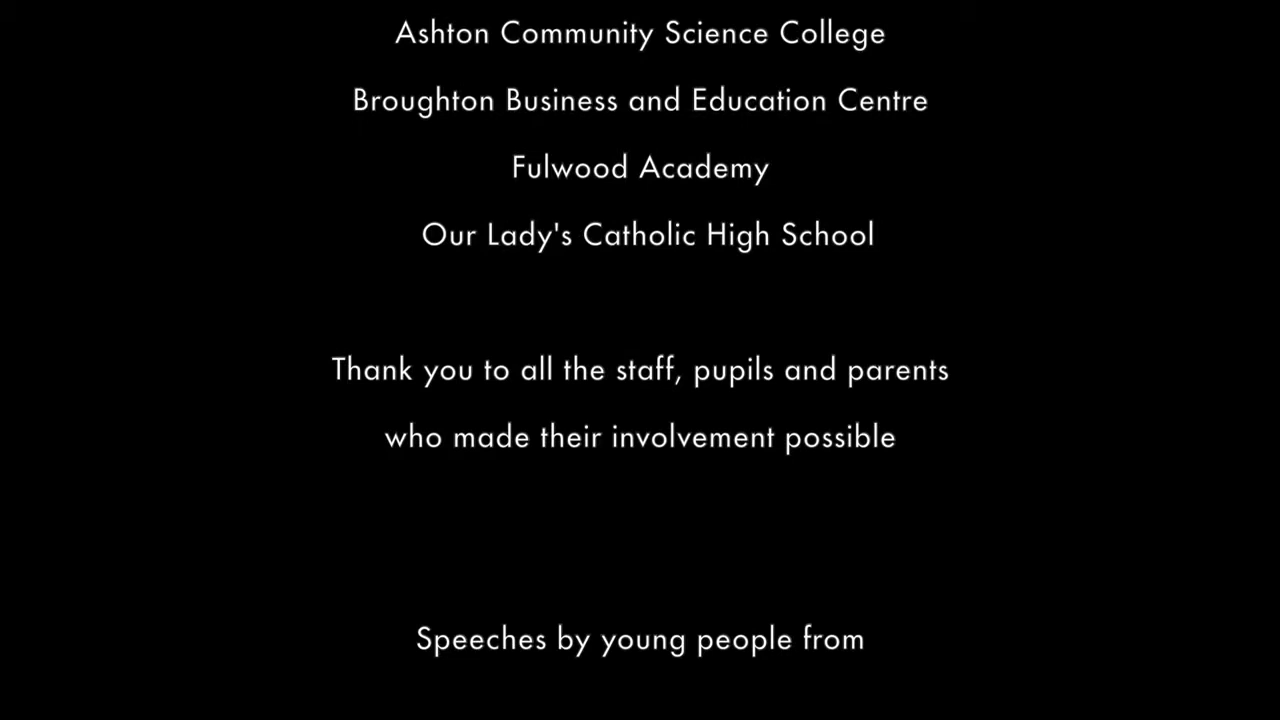 Ashton Community Science College
Broughton Business and Education Centre
Fulwood Academy
Our Lady's Catholic High School
Thank you to all the staff, pupils and parents
who made their involvement possible
Speeches by young people from